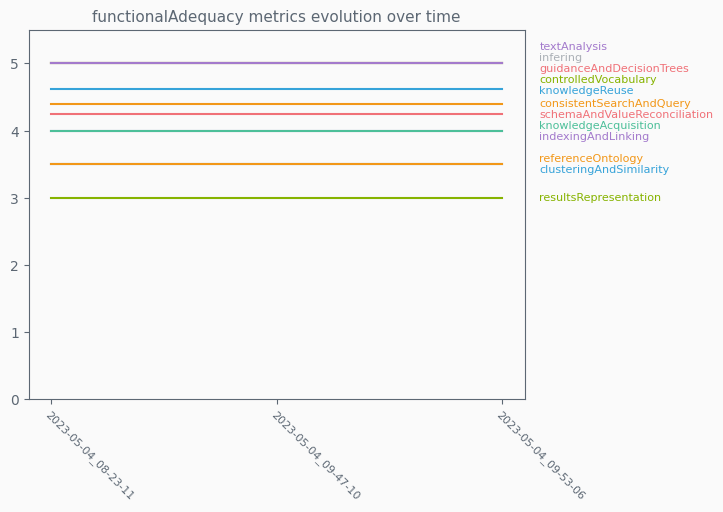 functionalAdequacy metrics evolution over time
5
4
3
2
1
0
textAnalysis
infering
guidanceAndDecisionTrees
controlledVocabulary
knowledgeReuse
consistentSearchAndQuery
schemaAndValueReconciliation
knowledgeAcquisition
indexingAndLinking
referenceOntology
clusteringAndSimilarity
resultsRepresentation
2023-05-04_08-23-11
2023-05-04_09-47-10
2023-05-04_09-53-06